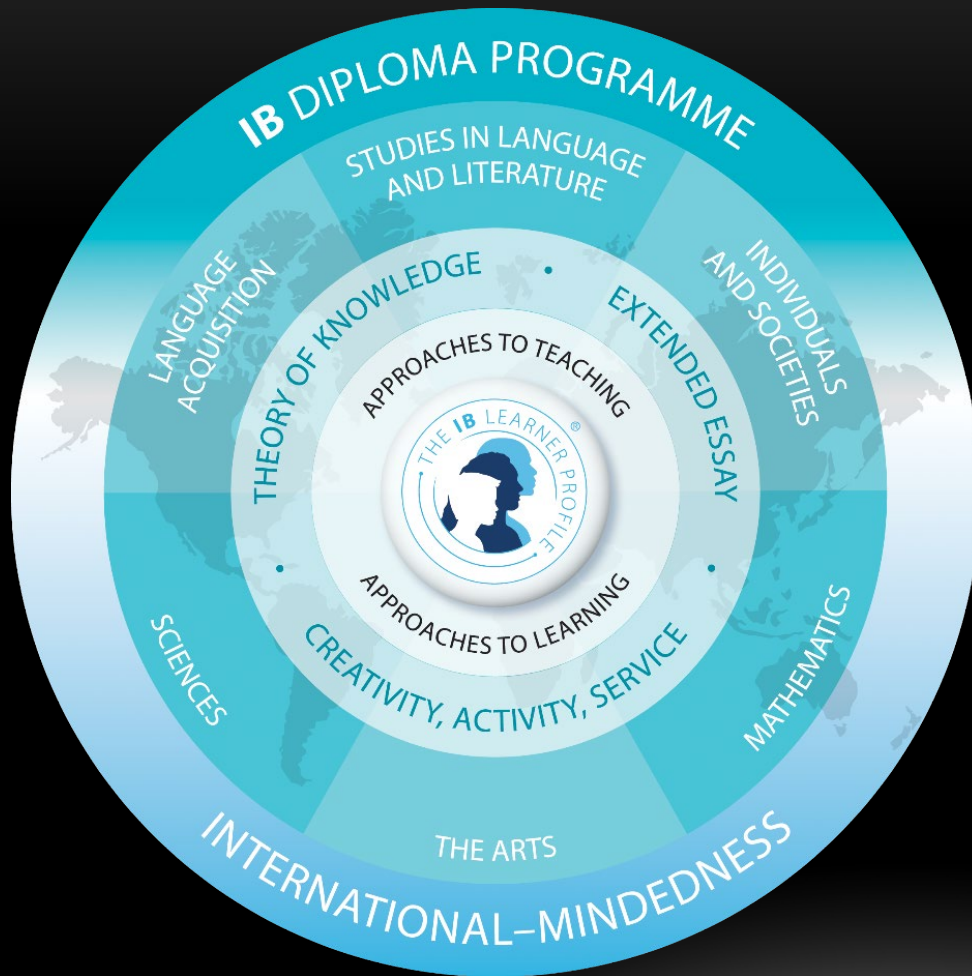 IB DIPLOMA PROGRAMME
STUDIES IN LANGUAGE
AND LITERATURE
LANGUAGE
ACQUISITION
INDIVIDUALS
AND SOCIETIES
THEORY OF KNOWLEDGE
•
EXTENDED ESSAY
APPROACHES TO TEACHING
THE IB LEARNER PROFILE®
APPROACHES TO LEARNING
•
CREATIVITY, ACTIVITY, SERVICE
•
SCIENCES
MATHEMATICS
THE ARTS
INTERNATIONAL–MINDEDNESS